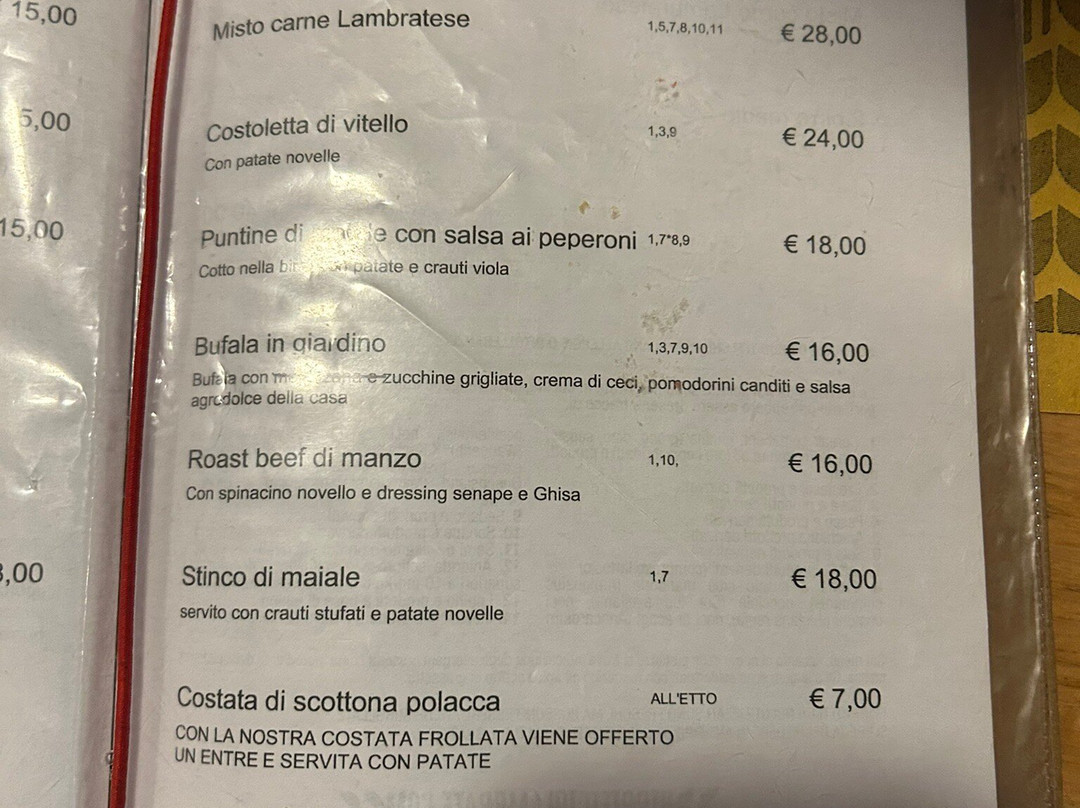 15,00
5,00
15,00
3,00
Misto carne Lambratese 1,5,7,8,10,11 € 28,00
Costoletta di vitello 1,3,9 € 24,00
Con patate novelle
Puntine di con salsa ai peperoni 1,7*8,9 € 18,00
Cotto nella patate e crauti viola
Bufala in giardino 1,3,7,9,10 € 16,00
Bufala con e zucchine grigliate, crema di ceci, pomodorini canditi e salsa
agrodolce della casa
Roast beef di manzo 1,10, € 16,00
Con spinacino novello e dressing senape e Ghisa
Stinco di maiale 1,7 € 18,00
servito con crauti stufati e patate novelle
Costata di scottona polacca ALL'ETTO € 7,00
CON LA NOSTRA COSTATA FROLLATA VIENE OFFERTO
UN ENTRE E SERVITA CON PATATE